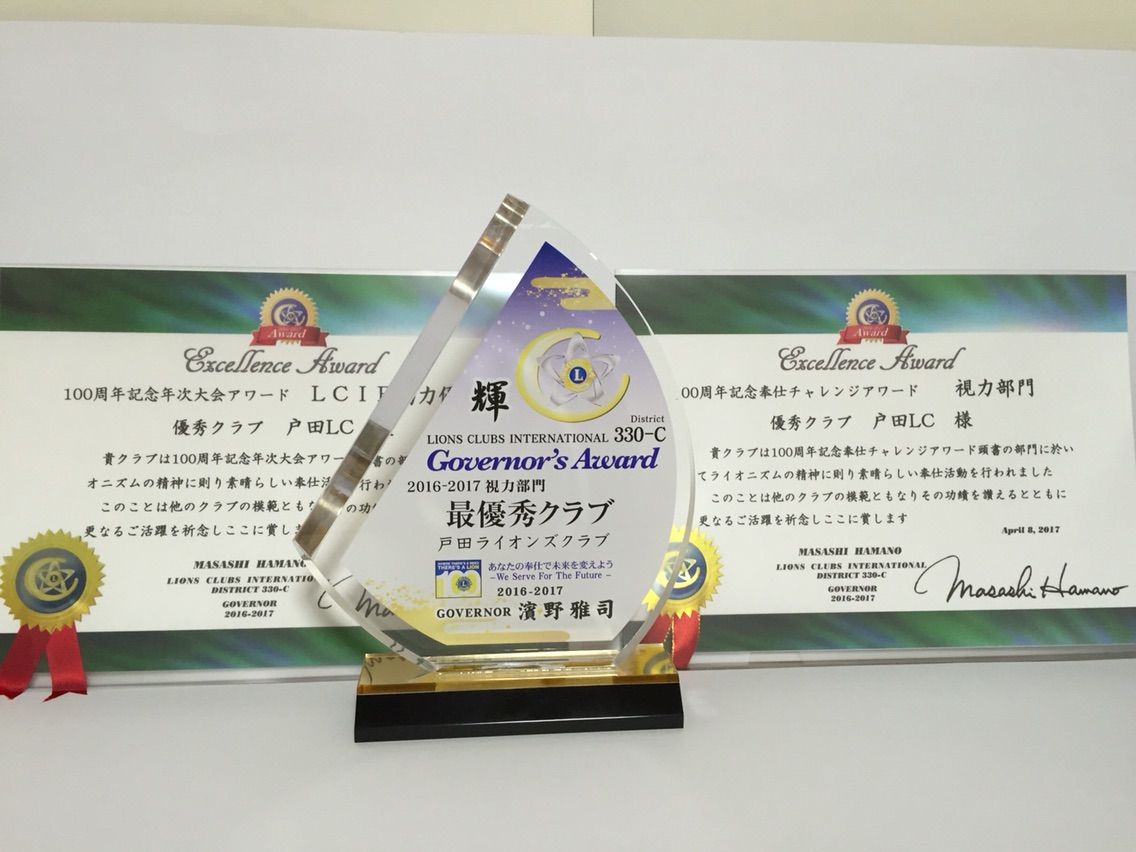 Award
Excellence Award
100周年記念年次大会アワード LCIF
優秀クラブ 戸田LC
貴クラブは100周年記念年次大会アワー
オニズムの精神に則り素晴らしい奉仕活動を行われ
このことは他のクラブの模範ともな
更なるご活躍を祈念しここに賞しま
MASASHI HAMANO
LIONS CLUBS INTERNATIO
DISTRICT 330-C
GOVERNOR
2016-2017
輝
L
District
LIONS CLUBS INTERNATIONAL 330-C
Governor's Award
2016-2017 視力部門
最優秀クラブ
戸田ライオンズクラブ
THERE'S A LION
100
あなたの奉仕で未来を変えよう
－We Serve For The Future－
2016-2017
GOVERNOR 濱野雅司
Award
Excellence Award
00周年記念奉仕チャレンジアワード 視力部門
優秀クラブ 戸田LC 様
貴クラブは100周年記念奉仕チャレンジアワード頭書の部門に於い
てライオニズムの精神に則り素晴らしい奉仕活動を行われました
このことは他のクラブの模範ともなりその功績を讃えるとともに
更なるご活躍を祈念しここに賞します
April 8, 2017
MASASHI HAMANO
LIONS CLUBS INTERNATIONAL
DISTRICT 330-C
GOVERNOR
2016-2017
Masashi Hamano